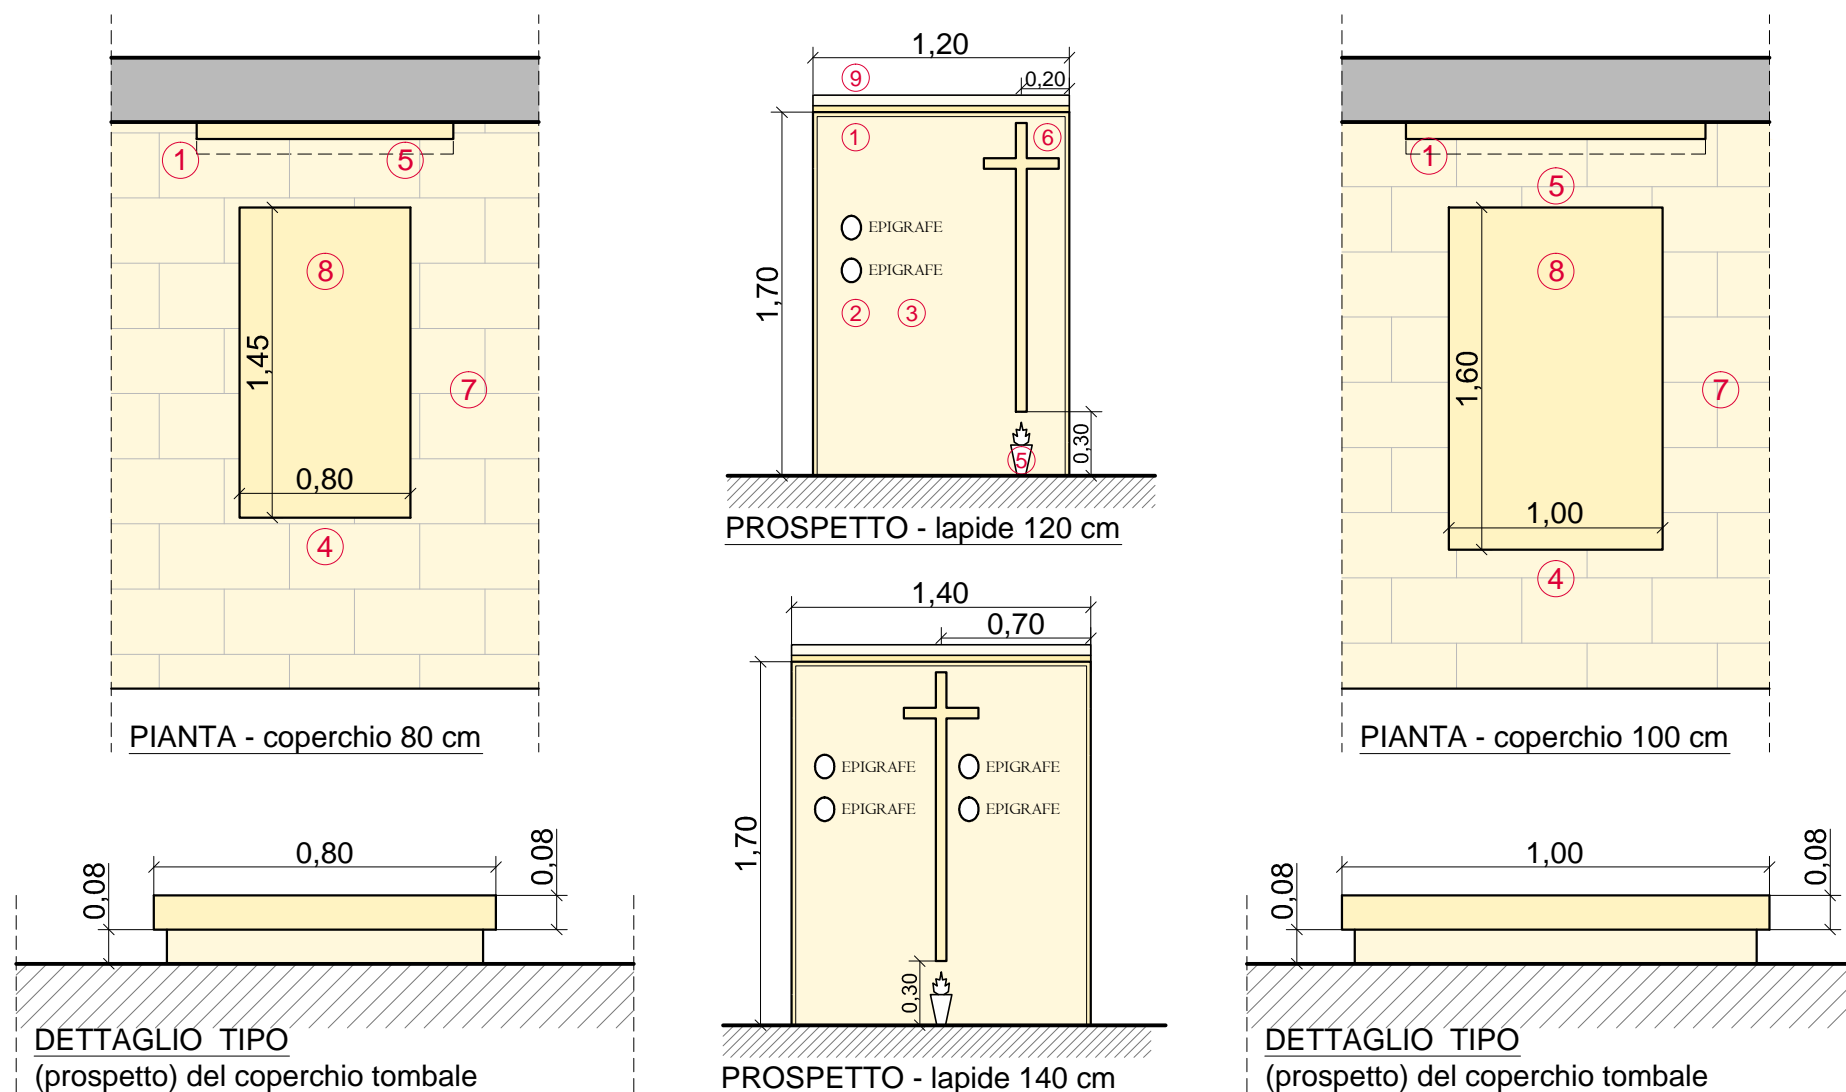 1
5
8
1,45
0,80
7
4
PIANTA - coperchio 80 cm
0,80
0,08
0,08
DETTAGLIO TIPO
(prospetto) del coperchio tombale
1,20
0,20
9
1
6
EPIGRAFE
EPIGRAFE
2
3
1,70
0,30
5
PROSPETTO - lapide 120 cm
1,40
0,70
EPIGRAFE
EPIGRAFE
EPIGRAFE
EPIGRAFE
1,70
0,30
PROSPETTO - lapide 140 cm
1
5
8
1,60
7
1,00
4
PIANTA - coperchio 100 cm
1,00
0,08
0,08
DETTAGLIO TIPO
(prospetto) del coperchio tombale